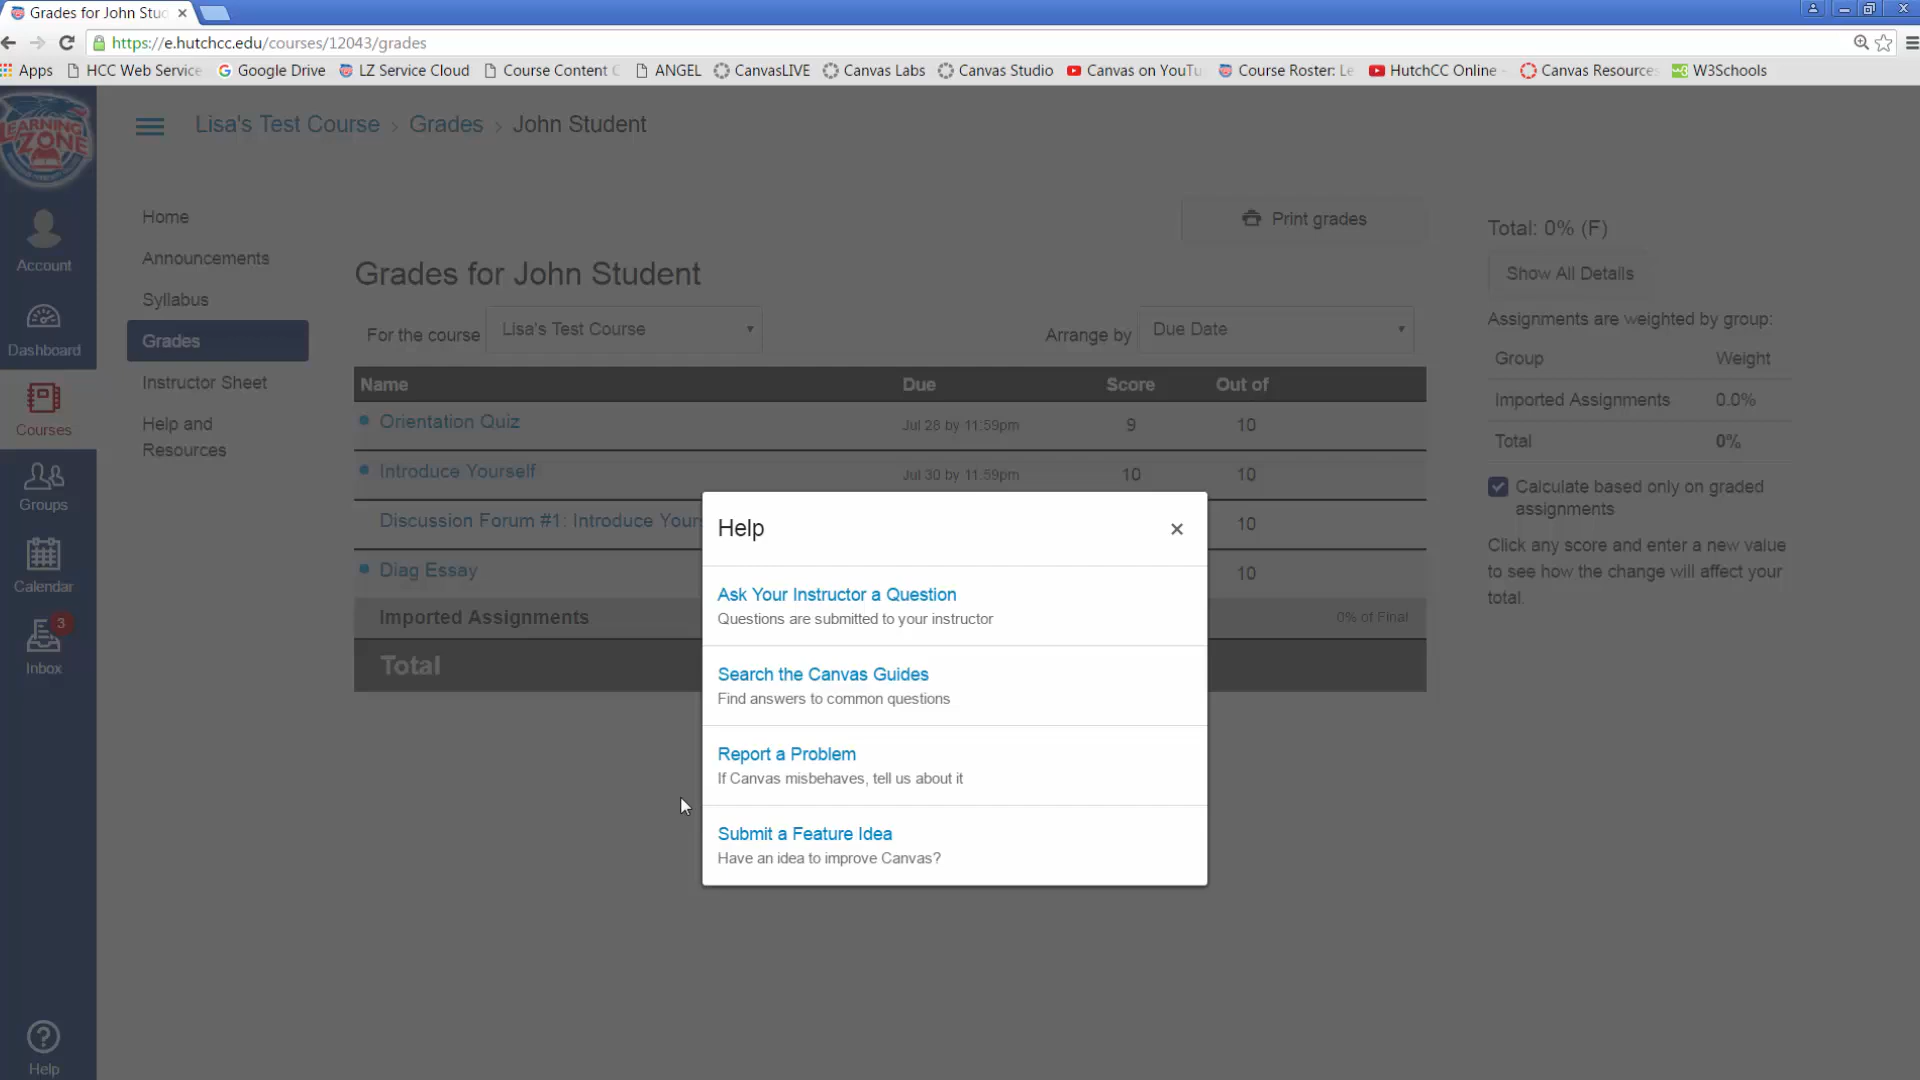 Grades for John Stu
https://e.hutchcc.edu/courses/12043/grades
Apps HCC Web Service Google Drive LZ Service Cloud Course Content ANGEL CanvasLIVE Canvas Labs Canvas Studio Canvas on YouTu Course Roster: Le HutchCC Online - Canvas Resources W3Schools
LEARNING
ZONE
Lisa's Test Course > Grades > John Student
Account
Dashboard
Courses
Groups
Calendar
3
Inbox
Help
Home
Announcements
Syllabus
Grades
Instructor Sheet
Help and
Resources
Print grades
Grades for John Student
For the course Lisa's Test Course
Arrange by Due Date
Name Due Score Out of
Orientation Quiz Jul 28 by 11:59pm 9 10
Introduce Yourself Jul 30 by 11:59pm 10 10
Discussion Forum #1: Introduce Your 10
Diag Essay 10
Imported Assignments 0% of Final
Total
Total: 0% (F)
Show All Details
Assignments are weighted by group:
Group Weight
Imported Assignments 0.0%
Total 0%
Calculate based only on graded
assignments
Click any score and enter a new value
to see how the change will affect your
total.
Help
Ask Your Instructor a Question
Questions are submitted to your instructor
Search the Canvas Guides
Find answers to common questions
Report a Problem
If Canvas misbehaves, tell us about it
Submit a Feature Idea
Have an idea to improve Canvas?